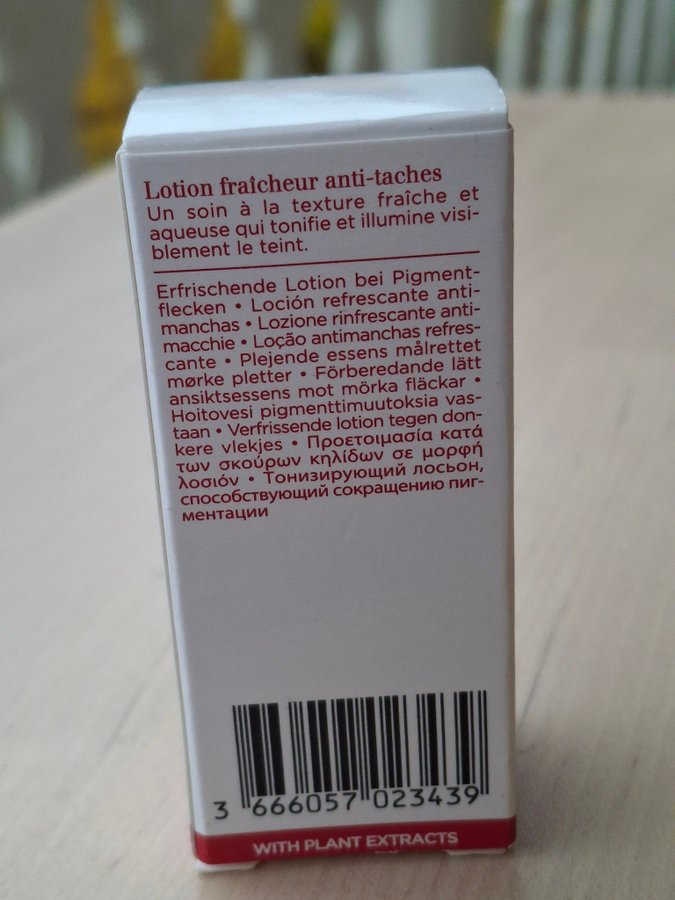 Lotion fraîcheur anti-taches
Un soin à la texture fraîche et
aqueuse qui tonifie et illumine visi-
blement le teint.
Erfrischende Lotion bei Pigment-
flecken • Loción refrescante anti-
manchas • Lozione rinfrescante anti-
macchie • Loção antimanchas refres-
cante • Plejende essens målrettet
mørke pletter • Förberedande lätt
ansiktsessens mot mörka fläckar •
Hoitovesi pigmenttimuutoksia vas-
taan • Verfrissende lotion tegen don-
kere vlekjes • Προετοιμασία κατά
των σκούρων κηλίδων σε μορφή
λοσιόν • Тонизирующий лосьон,
способствующий сокращению пиг-
ментации
3 666057 023439
WITH PLANT EXTRACTS